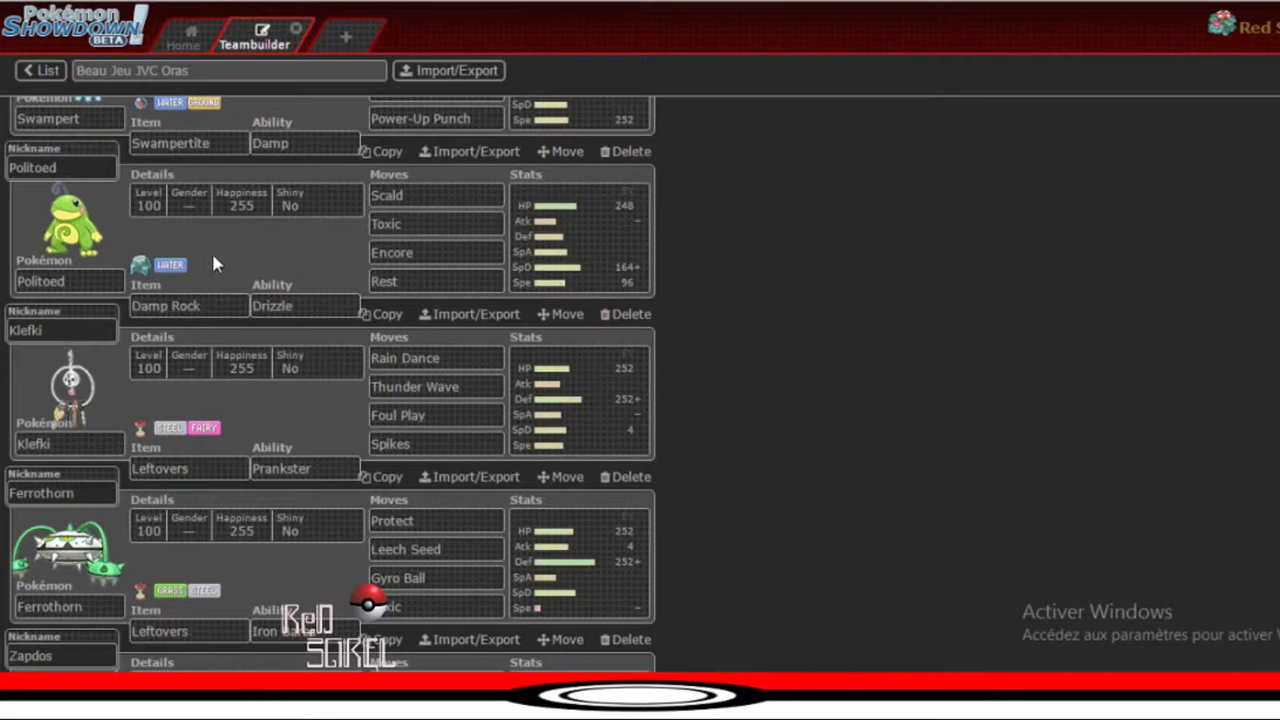 Pokémon
SHOWDOWN!
BETA
Home
Teambuilder
+
Red S
< List
Beau Jeu JVC Oras
Import/Export
Pokémon
Swampert
WATER GROUND
Item
Ability
Swampertite
Damp
Power-Up Punch
SpD
Spe 252
Copy Import/Export Move Delete
Nickname
Politoed
Details
Level Gender Happiness Shiny
100 — 255 No
Moves
Scald
Toxic
Encore
Rest
Stats
EV
HP 248
Atk –
Def
SpA
SpD 164+
Spe 96
Pokémon
Politoed
WATER
Item
Ability
Damp Rock
Drizzle
Copy Import/Export Move Delete
Nickname
Klefki
Details
Level Gender Happiness Shiny
100 — 255 No
Moves
Rain Dance
Thunder Wave
Foul Play
Spikes
Stats
EV
HP 252
Atk
Def 252+
SpA –
SpD 4
Spe
Pokémon
Klefki
STEEL FAIRY
Item
Ability
Leftovers
Prankster
Copy Import/Export Move Delete
Nickname
Ferrothorn
Details
Level Gender Happiness Shiny
100 — 255 No
Moves
Protect
Leech Seed
Gyro Ball
Stats
EV
HP 252
Atk 4
Def 252+
SpA
SpD
Spe –
Pokémon
Ferrothorn
GRASS STEEL
Item
Leftovers
Iron
Import/Export Move Delete
Nickname
Zapdos
Details
Moves
Stats
Activer Windows
Accédez aux paramètres pour activer